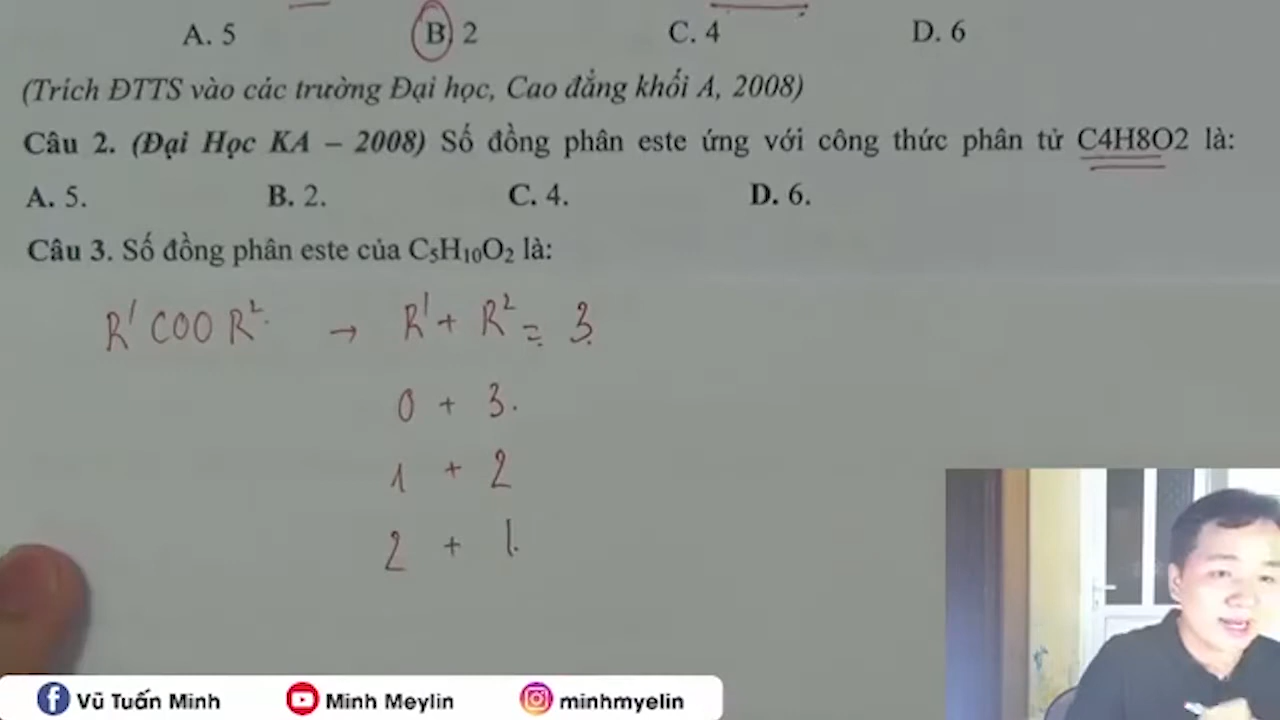 A. 5 B. 2 C. 4 D. 6
(Trích ĐTTS vào các trường Đại học, Cao đẳng khối A, 2008)
Câu 2. (Đại Học KA – 2008) Số đồng phân este ứng với công thức phân tử C4H8O2 là:
A. 5. B. 2. C. 4. D. 6.
Câu 3. Số đồng phân este của C₅H₁₀O₂ là:
R¹COOR² → R¹ + R² = 3
0 + 3.
1 + 2
2 + 1.
Vũ Tuấn Minh Minh Meylin minhmyelin